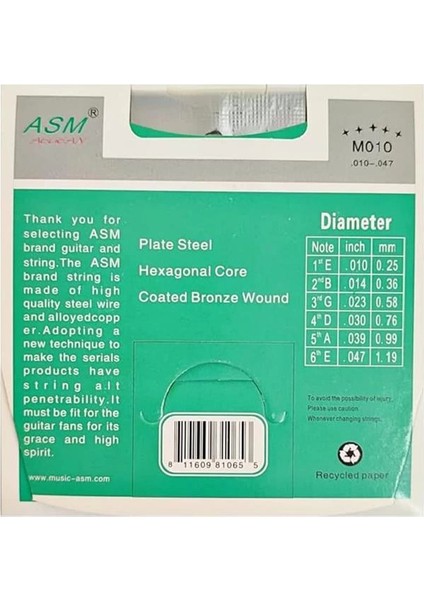 ASM®
M010
.010-.047
Thank you for
selecting ASM
brand guitar and
string.The ASM
brand string is
made of high
quality steel wire
and alloyedcopp
er.Adopting a
new technique to
make the serials
products have
string a.lt
penetrability.It
must be fit for the
guitar fans for its
grace and high
spirit.
www.music-asm.com
Plate Steel
Hexagonal Core
Coated Bronze Wound
8 11609 81065 5
Diameter
Note inch mm
1st E .010 0.25
2nd B .014 0.36
3rd G .023 0.58
4th D .030 0.76
5th A .039 0.99
6th E .047 1.19
To avoid the possibility of injury,
Please use caution.
Whenever changing strings.
Recycled paper